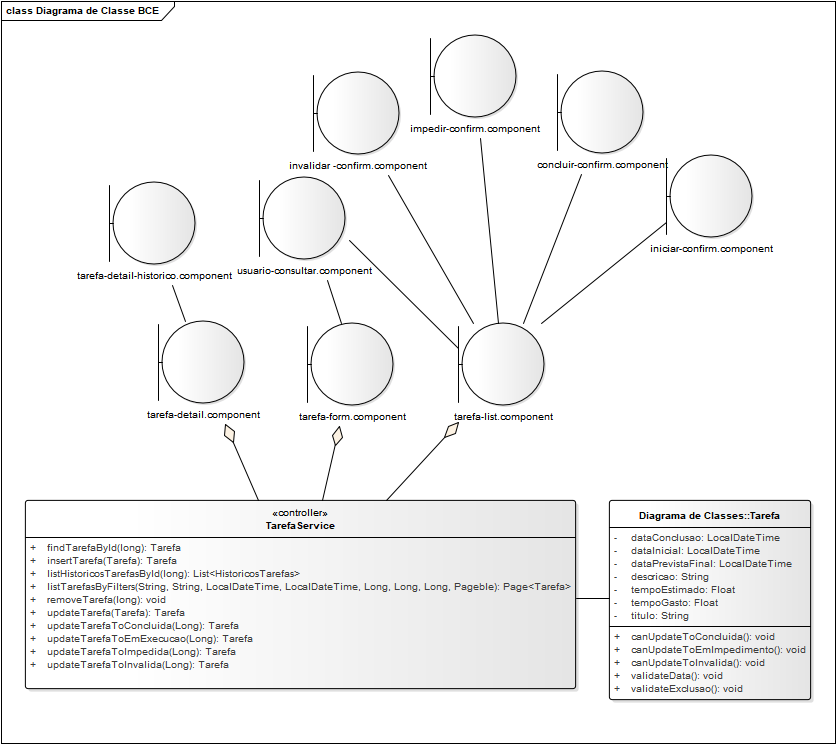 class Diagrama de Classe BCE
impedir-confirm.component
invalidar -confirm.component
concluir-confirm.component
iniciar-confirm.component
tarefa-detail-historico.component
usuario-consultar.component
tarefa-detail.component
tarefa-form.component
tarefa-list.component
«controller»
TarefaService
+ findTarefaById(long): Tarefa
+ insertTarefa(Tarefa): Tarefa
+ listHistoricosTarefasById(long): List<HistoricosTarefas>
+ listTarefasByFilters(String, String, LocalDateTime, LocalDateTime, Long, Long, Long, Pageble): Page<Tarefa>
+ removeTarefa(long): void
+ updateTarefa(Tarefa): Tarefa
+ updateTarefaToConcluida(Long): Tarefa
+ updateTarefaToEmExecucao(Long): Tarefa
+ updateTarefaToImpedida(Long): Tarefa
+ updateTarefaToInvalida(Long): Tarefa
Diagrama de Classes::Tarefa
- dataConclusao: LocalDateTime
- dataInicial: LocalDateTime
- dataPrevistaFinal: LocalDateTime
- descricao: String
- tempoEstimado: Float
- tempoGasto: Float
- titulo: String
+ canUpdateToConcluida(): void
+ canUpdateToEmImpedimento(): void
+ canUpdateToInvalida(): void
+ validateData(): void
+ validateExclusao(): void